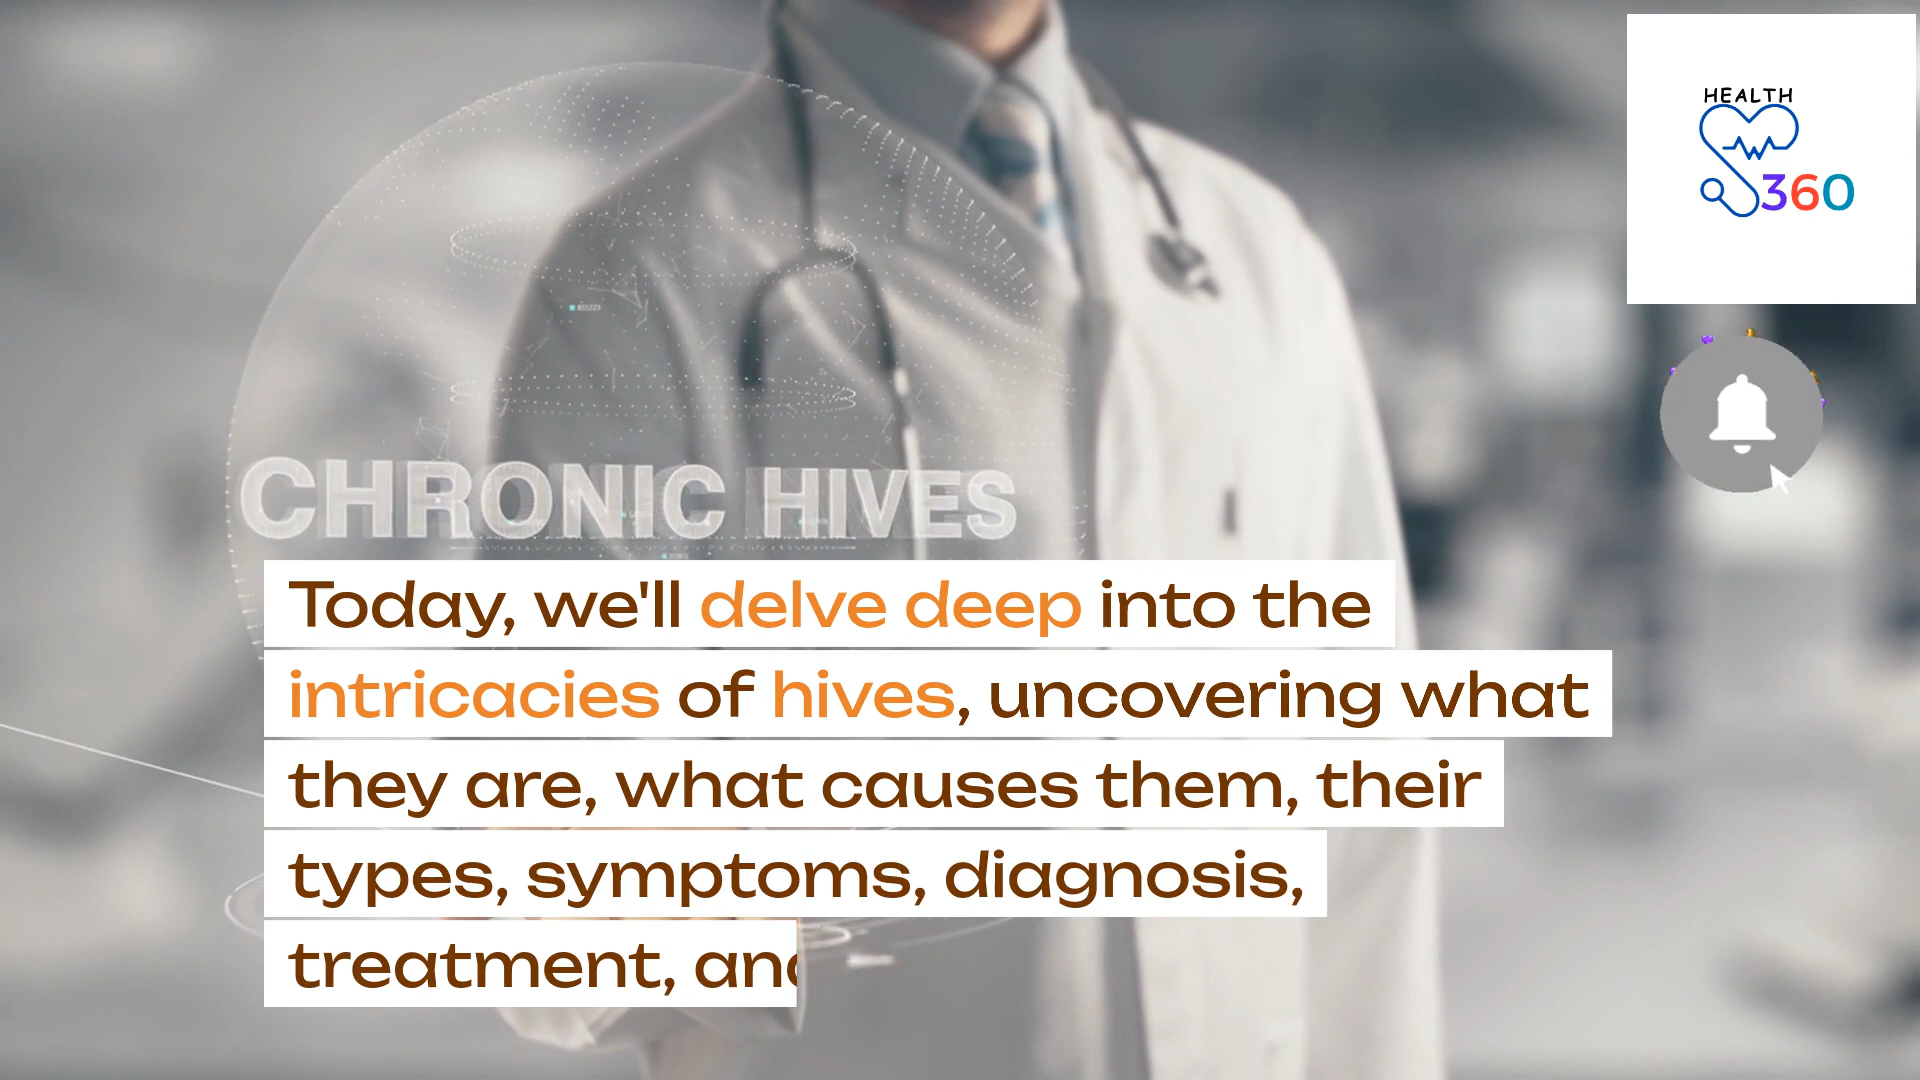 HEALTH
360
CHRONIC HIVES
Today, we'll delve deep into the
intricacies of hives, uncovering what
they are, what causes them, their
types, symptoms, diagnosis,
treatment, and